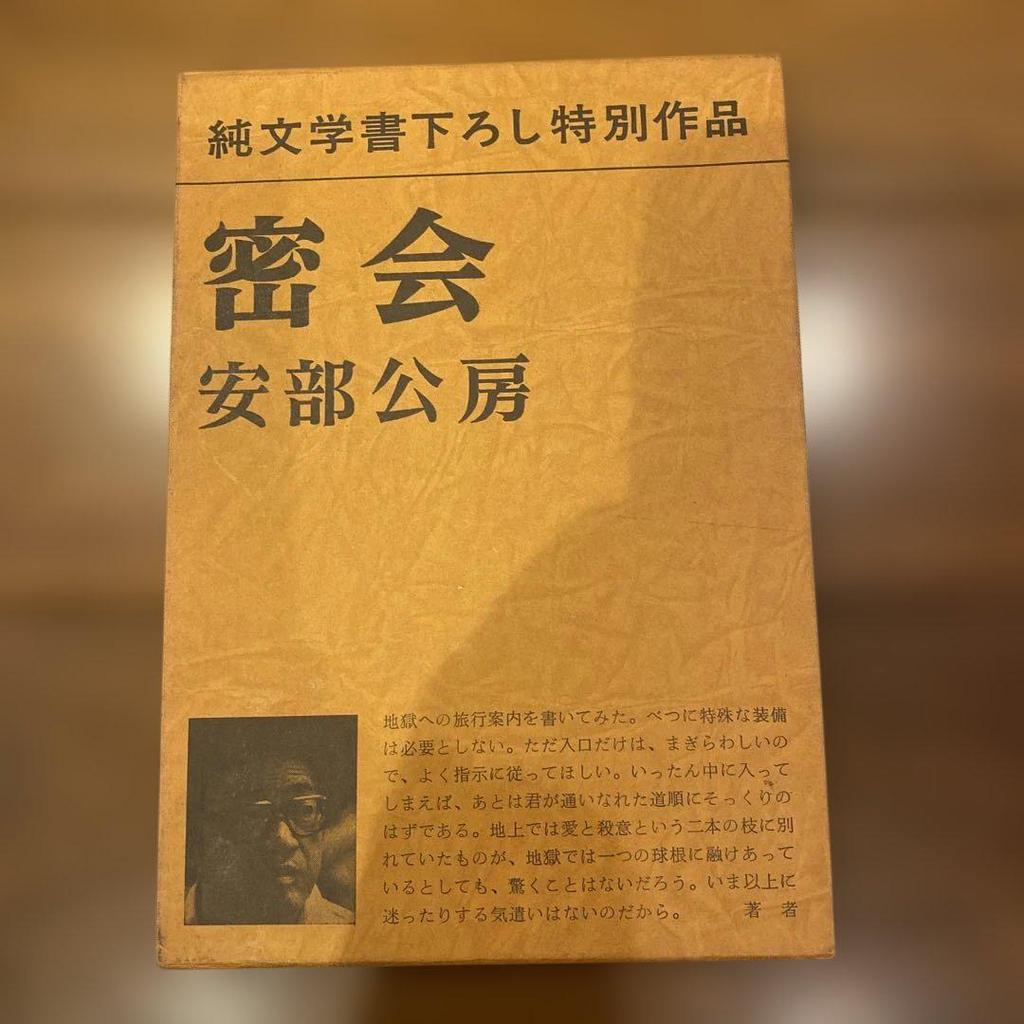 純文学書下ろし特別作品
密会
安部公房
地獄への旅行案内を書いてみた。べつに特殊な装備
は必要としない。ただ入口だけは、まぎらわしいの
で、よく指示に従ってほしい。いったん中に入って
しまえば、あとは君が通いなれた道順にそっくりの
はずである。地上では愛と殺意という二本の枝に別
れていたものが、地獄では一つの球根に融けあって
いるとしても、驚くことはないだろう。いま以上に
迷ったりする気遣いはないのだから。 著者